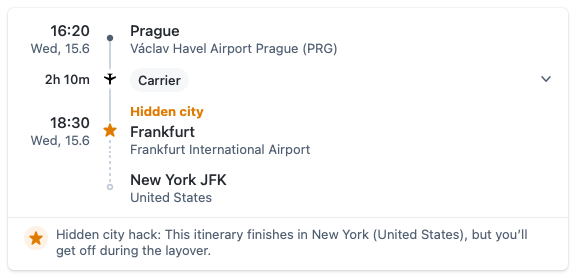 16:20
Prague
Wed, 15.6
Václav Havel Airport Prague (PRG)
2h 10m
Carrier
Hidden city
18:30
Frankfurt
Wed, 15.6
Frankfurt International Airport
New York JFK
United States
Hidden city hack: This itinerary finishes in New York (United States), but you’ll
get off during the layover.